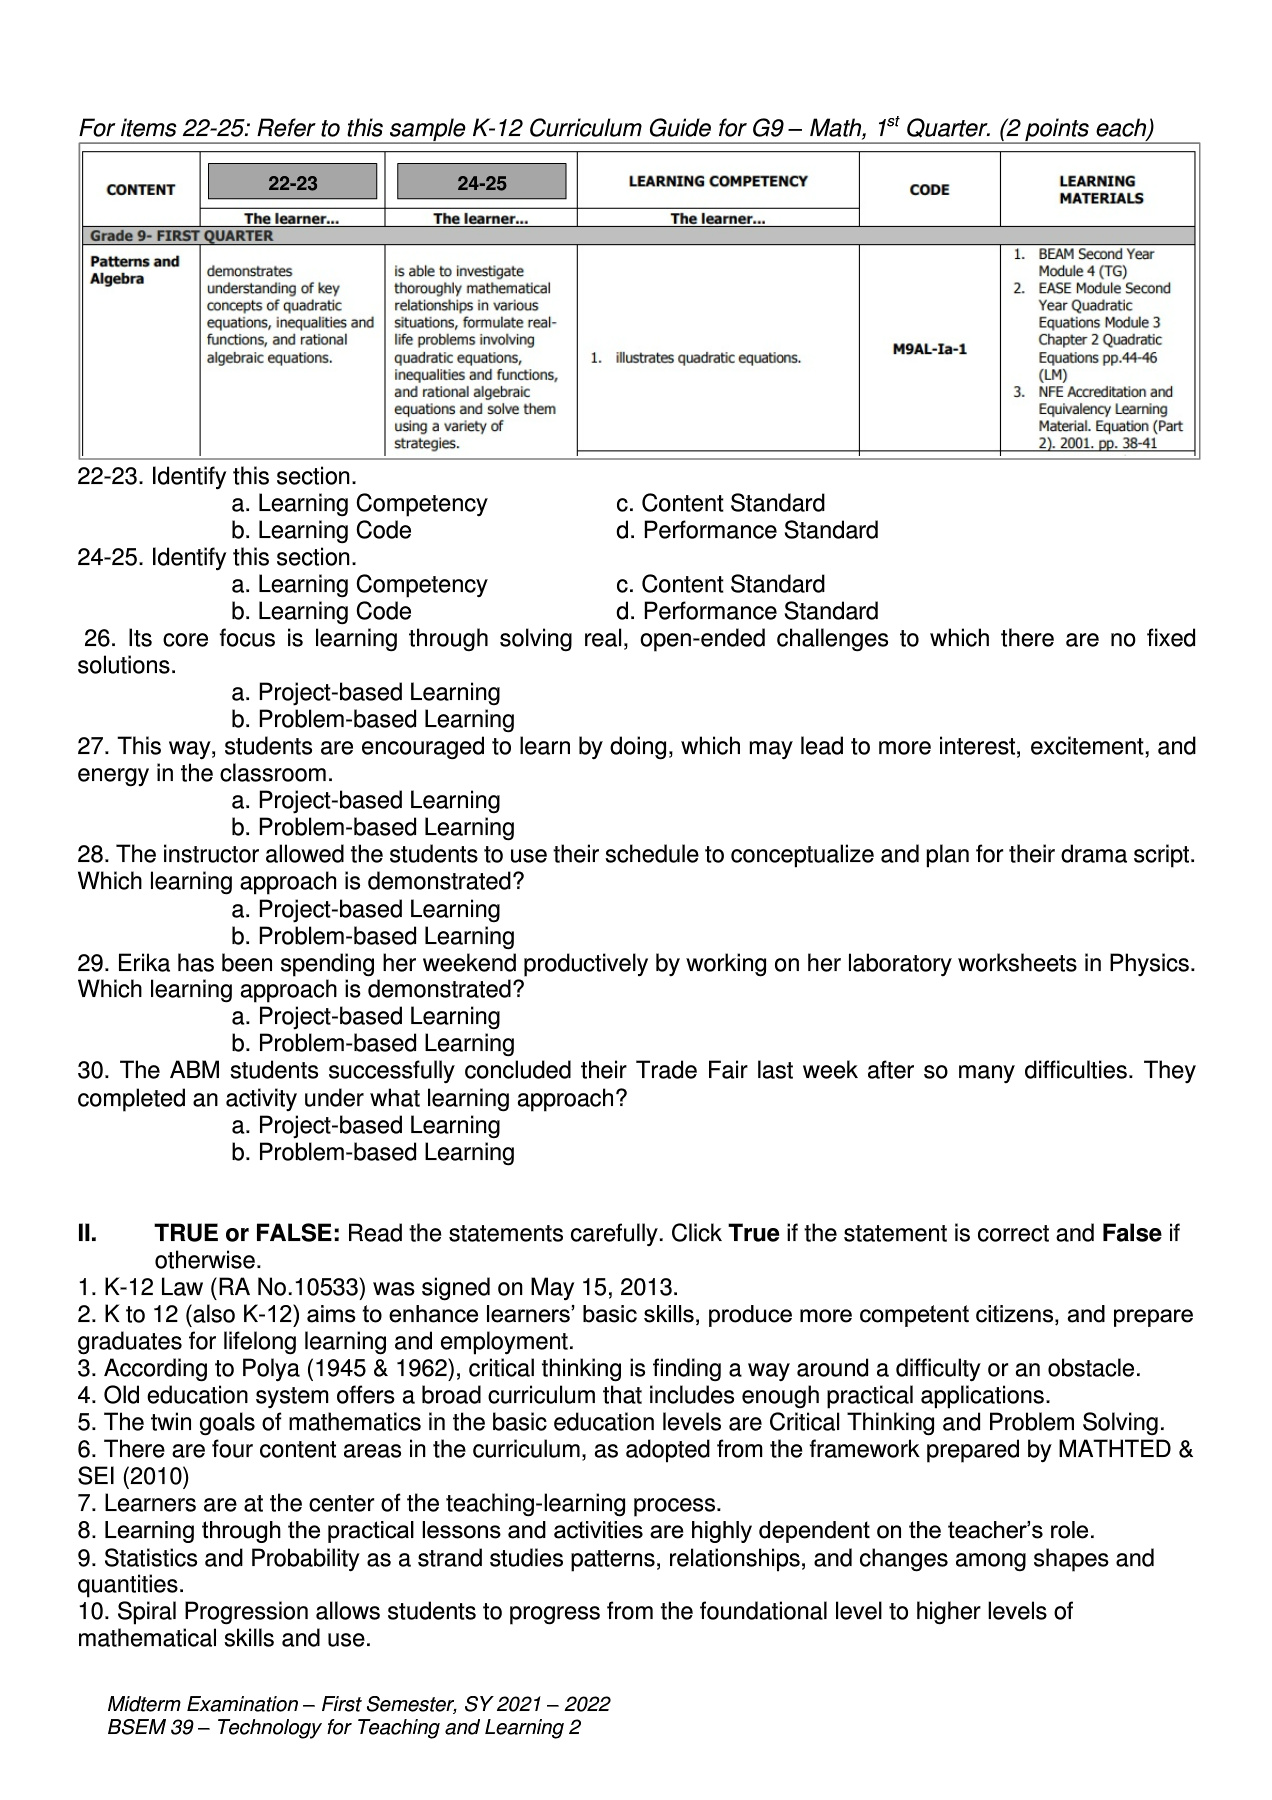 For items 22-25: Refer to this sample K-12 Curriculum Guide for G9 – Math, 1st Quarter. (2 points each)
CONTENT
22-23
24-25
LEARNING COMPETENCY
CODE
LEARNING
MATERIALS
The learner...
The learner...
The learner...
Grade 9- FIRST QUARTER
Patterns and
Algebra
demonstrates
understanding of key
concepts of quadratic
equations, inequalities and
functions, and rational
algebraic equations.
is able to investigate
thoroughly mathematical
relationships in various
situations, formulate real-
life problems involving
quadratic equations,
inequalities and functions,
and rational algebraic
equations and solve them
using a variety of
strategies.
1. illustrates quadratic equations.
M9AL-Ia-1
1. BEAM Second Year
Module 4 (TG)
2. EASE Module Second
Year Quadratic
Equations Module 3
Chapter 2 Quadratic
Equations pp.44-46
(LM)
3. NFE Accreditation and
Equivalency Learning
Material. Equation (Part
2). 2001. pp. 38-41
22-23. Identify this section.
a. Learning Competency c. Content Standard
b. Learning Code d. Performance Standard
24-25. Identify this section.
a. Learning Competency c. Content Standard
b. Learning Code d. Performance Standard
26. Its core focus is learning through solving real, open-ended challenges to which there are no fixed
solutions.
a. Project-based Learning
b. Problem-based Learning
27. This way, students are encouraged to learn by doing, which may lead to more interest, excitement, and
energy in the classroom.
a. Project-based Learning
b. Problem-based Learning
28. The instructor allowed the students to use their schedule to conceptualize and plan for their drama script.
Which learning approach is demonstrated?
a. Project-based Learning
b. Problem-based Learning
29. Erika has been spending her weekend productively by working on her laboratory worksheets in Physics.
Which learning approach is demonstrated?
a. Project-based Learning
b. Problem-based Learning
30. The ABM students successfully concluded their Trade Fair last week after so many difficulties. They
completed an activity under what learning approach?
a. Project-based Learning
b. Problem-based Learning
II. TRUE or FALSE: Read the statements carefully. Click True if the statement is correct and False if
otherwise.
1. K-12 Law (RA No.10533) was signed on May 15, 2013.
2. K to 12 (also K-12) aims to enhance learners’ basic skills, produce more competent citizens, and prepare
graduates for lifelong learning and employment.
3. According to Polya (1945 & 1962), critical thinking is finding a way around a difficulty or an obstacle.
4. Old education system offers a broad curriculum that includes enough practical applications.
5. The twin goals of mathematics in the basic education levels are Critical Thinking and Problem Solving.
6. There are four content areas in the curriculum, as adopted from the framework prepared by MATHTED &
SEI (2010)
7. Learners are at the center of the teaching-learning process.
8. Learning through the practical lessons and activities are highly dependent on the teacher’s role.
9. Statistics and Probability as a strand studies patterns, relationships, and changes among shapes and
quantities.
10. Spiral Progression allows students to progress from the foundational level to higher levels of
mathematical skills and use.
Midterm Examination – First Semester, SY 2021 – 2022
BSEM 39 – Technology for Teaching and Learning 2